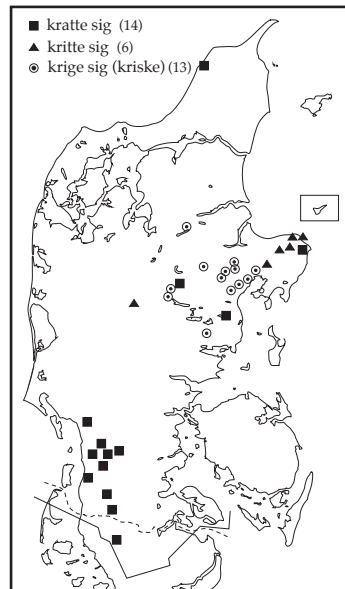 kratte sig (14)
kritte sig (6)
krige sig (kriske) (13)